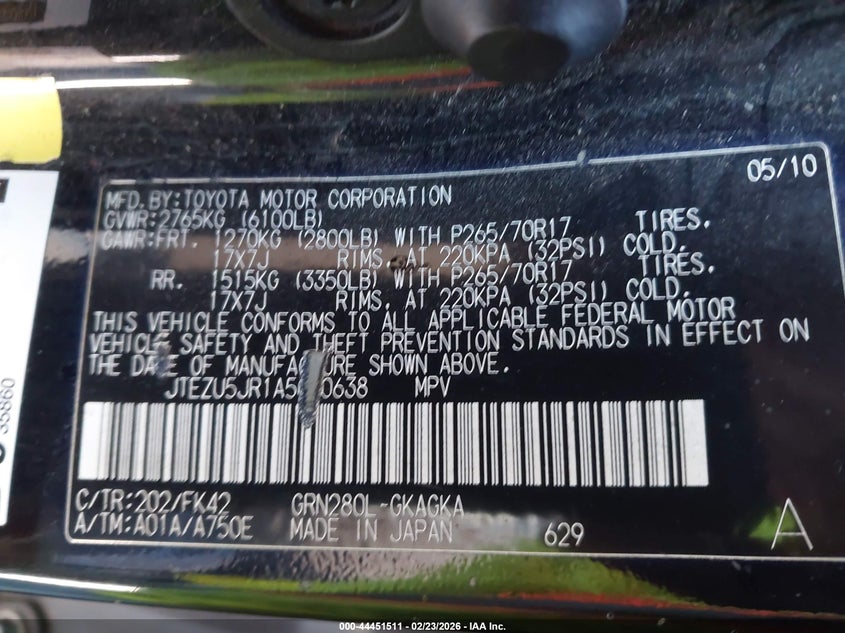 05/10
MFD. BY: TOYOTA MOTOR CORPORATION
GVWR: 2765KG (6100LB)
GAWR: FRT. 1270KG (2800LB) WITH P265/70R17 TIRES,
17X7J RIMS, AT 220KPA (32PSI) COLD.
RR. 1515KG (3350LB) WITH P265/70R17 TIRES,
17X7J RIMS, AT 220KPA (32PSI) COLD.
THIS VEHICLE CONFORMS TO ALL APPLICABLE FEDERAL MOTOR
VEHICLE SAFETY AND THEFT PREVENTION STANDARDS IN EFFECT ON
THE DATE OF MANUFACTURE SHOWN ABOVE.
MPV
C/TR: 202/FK42 GRN280L-GKAGKA
A/TM: A01A/A750E MADE IN JAPAN 629 A
35860
000-44451511 - 02/23/2026 - IAA Inc.